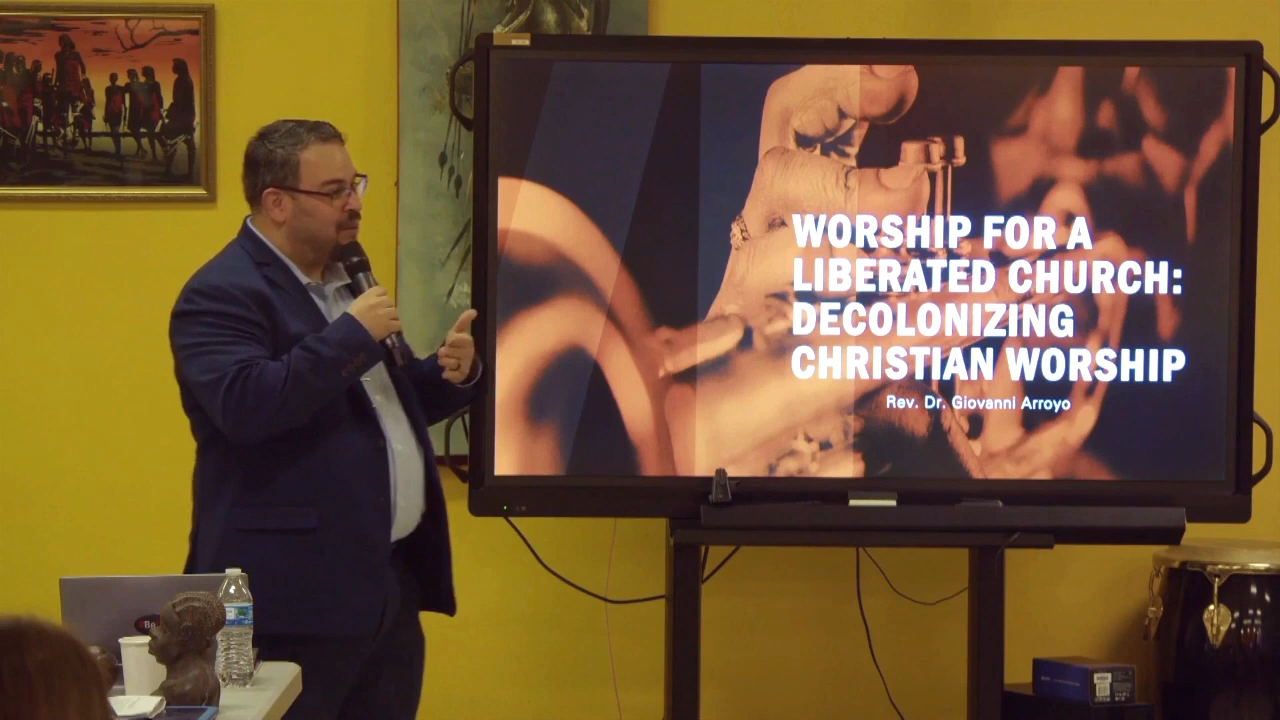 WORSHIP FOR A
LIBERATED CHURCH:
DECOLONIZING
CHRISTIAN WORSHIP
Rev. Dr. Giovanni Arroyo